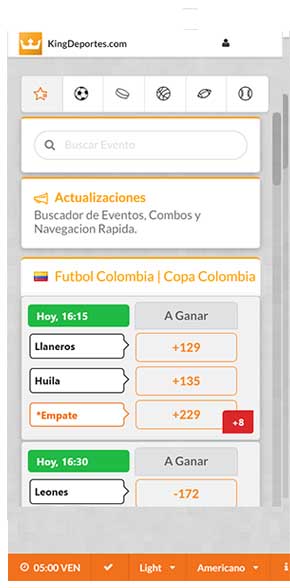 KingDeportes.com
Buscar Evento
Actualizaciones
Buscador de Eventos, Combos y
Navegacion Rapida.
Futbol Colombia | Copa Colombia
Hoy, 16:15
A Ganar
Llaneros
+129
Huila
+135
*Empate
+229
+8
Hoy, 16:30
A Ganar
Leones
-172
05:00 VEN
Light
Americano